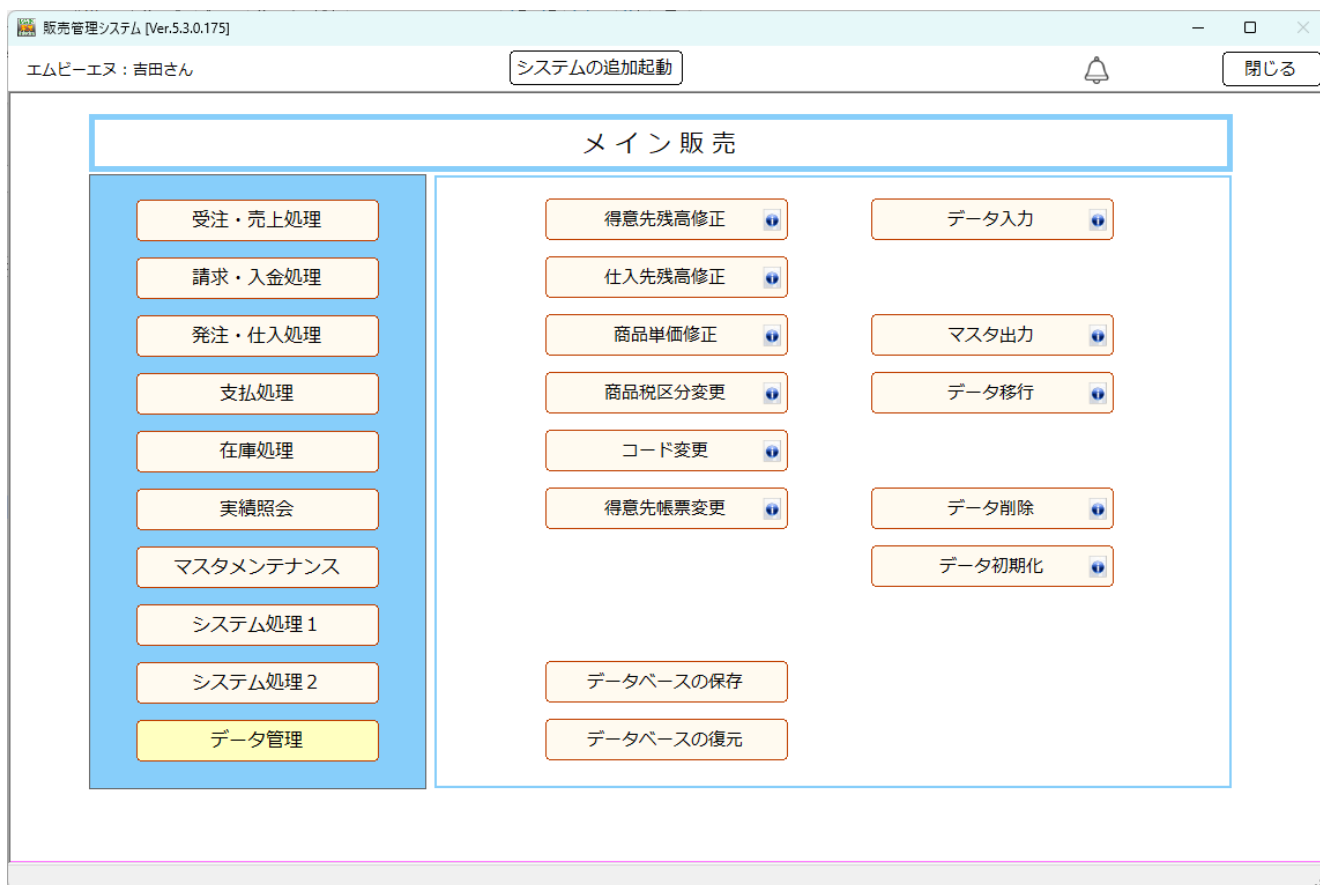 販売管理システム [Ver.5.3.0.175]
エムピーエヌ：吉田さん
システムの追加起動
閉じる
メイン販売
受注・売上処理
請求・入金処理
発注・仕入処理
支払処理
在庫処理
実績照会
マスタメンテナンス
システム処理１
システム処理２
データ管理
得意先残高修正
仕入先残高修正
商品単価修正
商品税区分変更
コード変更
得意先帳票変更
データベースの保存
データベースの復元
データ入力
マスタ出力
データ移行
データ削除
データ初期化